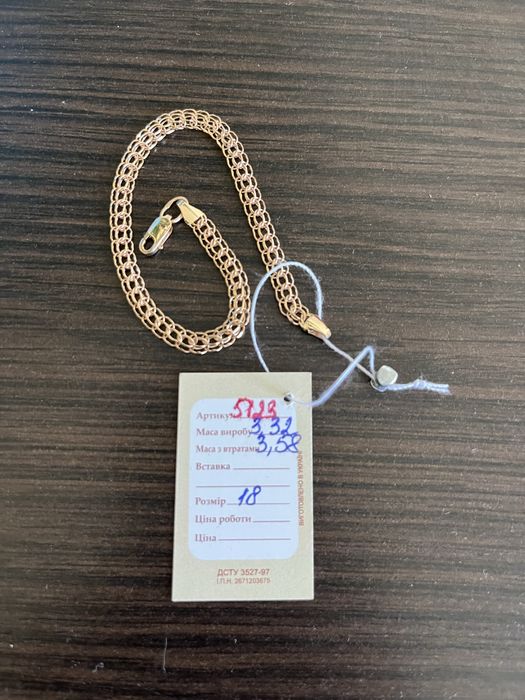 Артикул 5723
Маса виробу 3,32
Маса з втратами 3,58
Вставка
Розмір 18
Ціна роботи
Ціна
ВИГОТОВЛЕНО В УКРАЇНІ
ДСТУ 3527-97
І.П.Н. 2671203675